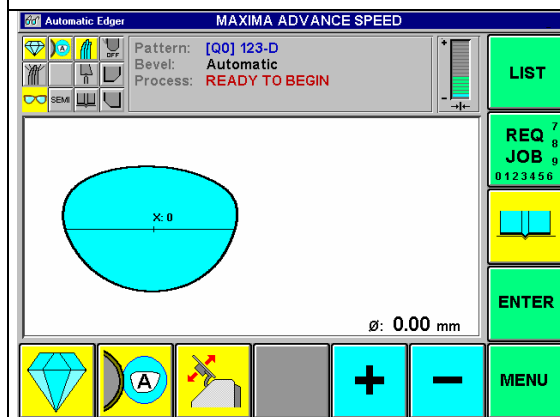 Automatic Edger
MAXIMA ADVANCE SPEED
OFF
SEMI
Pattern: [Q0] 123-D
Bevel: Automatic
Process: READY TO BEGIN
+
-
LIST
REQ 7
JOB 8
9
0123456
X: 0
ø: 0.00 mm
ENTER
A
+
-
MENU